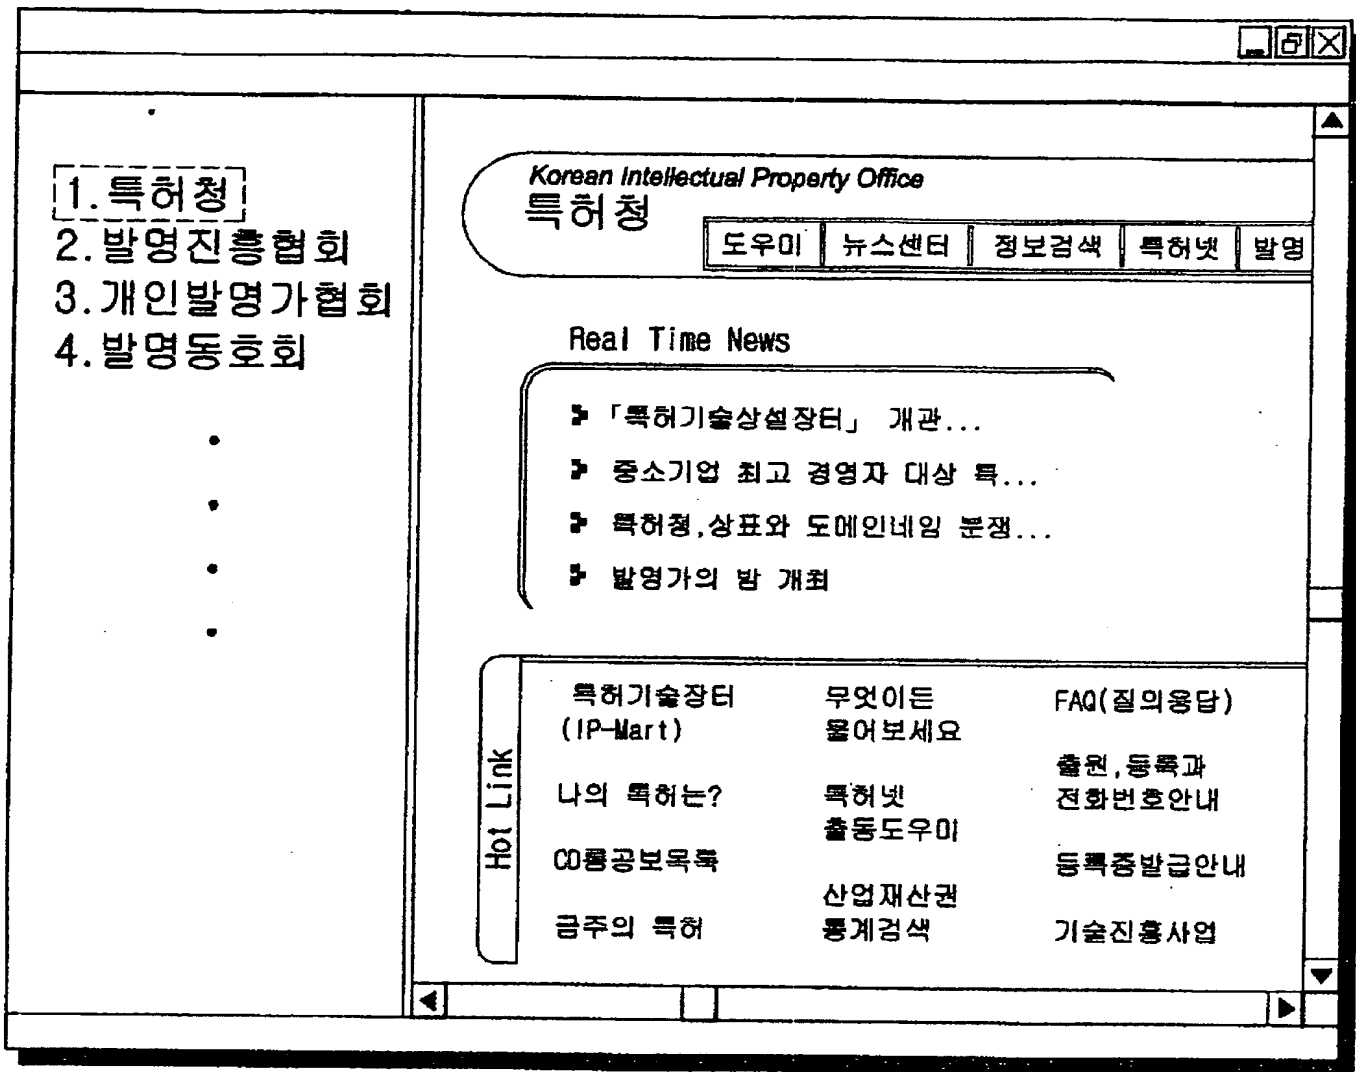 1.특허청
2.발명진흥협회
3.개인발명가협회
4.발명동호회
Korean Intellectual Property Office
특허청
도우미 뉴스센터 정보검색 특허넷 발명
Real Time News
「특허기술상설장터」 개관...
중소기업 최고 경영자 대상 특...
특허청,상표와 도메인네임 분쟁...
발명가의 밤 개최
Hot Link
특허기술장터
(IP-Mart)
나의 특허는?
CD롬공보목록
금주의 특허
무엇이든
물어보세요
특허넷
출동도우미
산업재산권
통계검색
FAQ(질의응답)
출원,등록과
전화번호안내
등록증발급안내
기술진흥사업